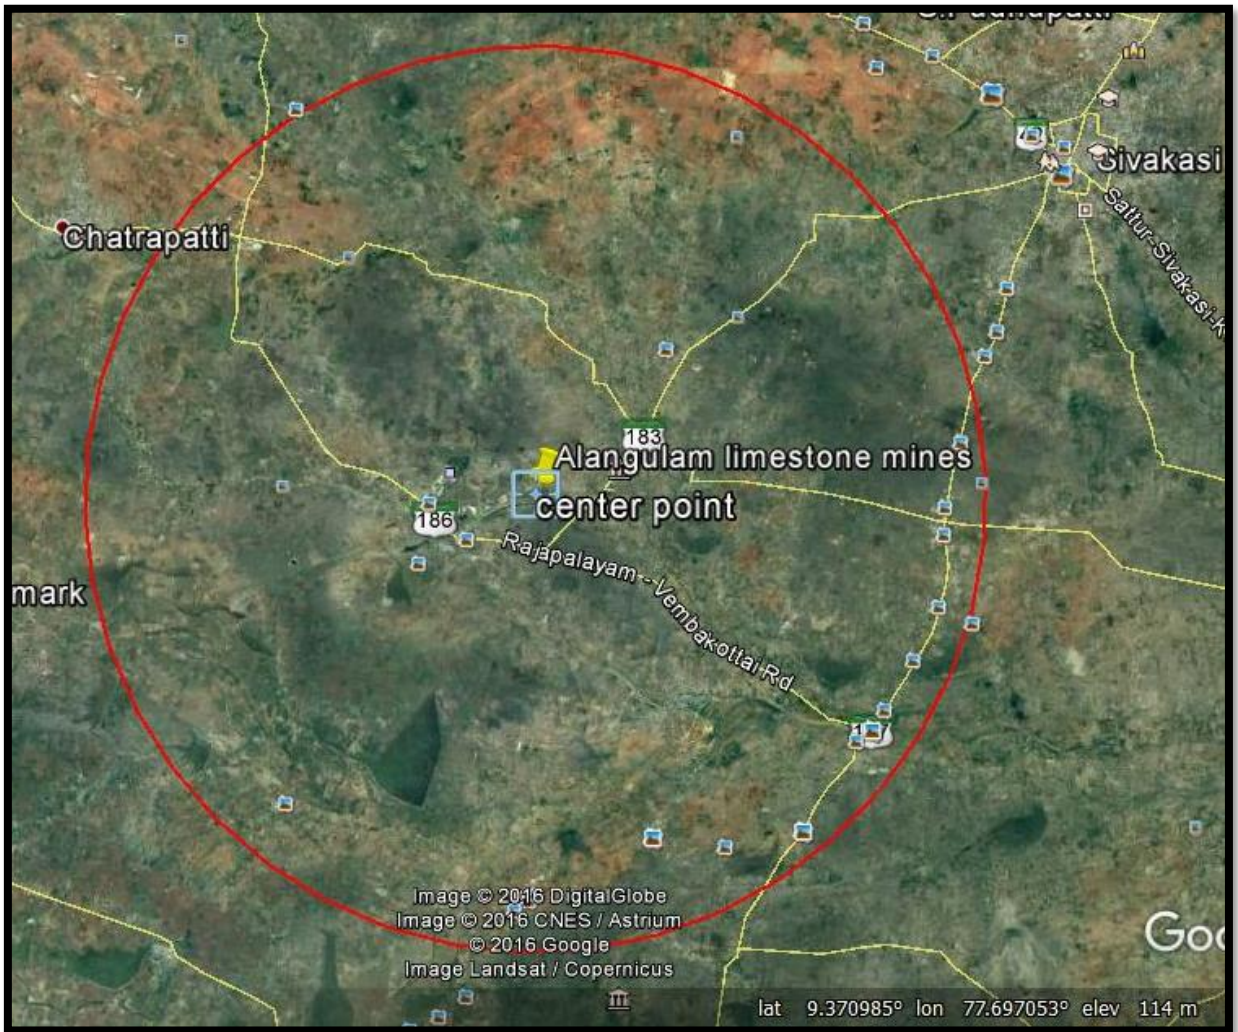 Sivakasi
Sattur-Sivakasi-K
Chatrapatti
183
Alangulam limestone mines
center point
186
Rajapalayam - Vembakottai Rd
mark
Image © 2016 DigitalGlobe
Image © 2016 CNES / Astrium
© 2016 Google
Image Landsat / Copernicus
Goo
lat 9.370985° lon 77.697053° elev 114 m